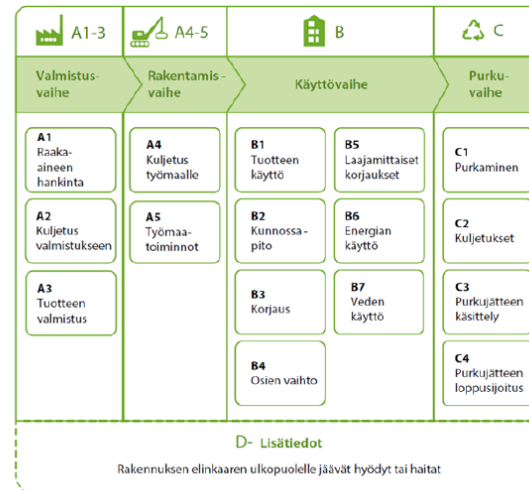 A1-3
A4-5
B
C
Valmistus-
vaihe
Rakentamis-
vaihe
Käyttövaihe
Purku-
vaihe
A1
Raaka-
aineen
hankinta
A2
Kuljetus
valmistukseen
A3
Tuotteen
valmistus
A4
Kuljetus
työmaalle
A5
Työmaa-
toiminnot
B1
Tuotteen
käyttö
B2
Kunnossa-
pito
B3
Korjaus
B4
Osien vaihto
B5
Laajamittaiset
korjaukset
B6
Energian
käyttö
B7
Veden
käyttö
C1
Purkaminen
C2
Kuljetukset
C3
Purkujätteen
käsittely
C4
Purkujätteen
loppusijoitus
D- Lisätiedot
Rakennuksen elinkaaren ulkopuolelle jäävät hyödyt tai haitat